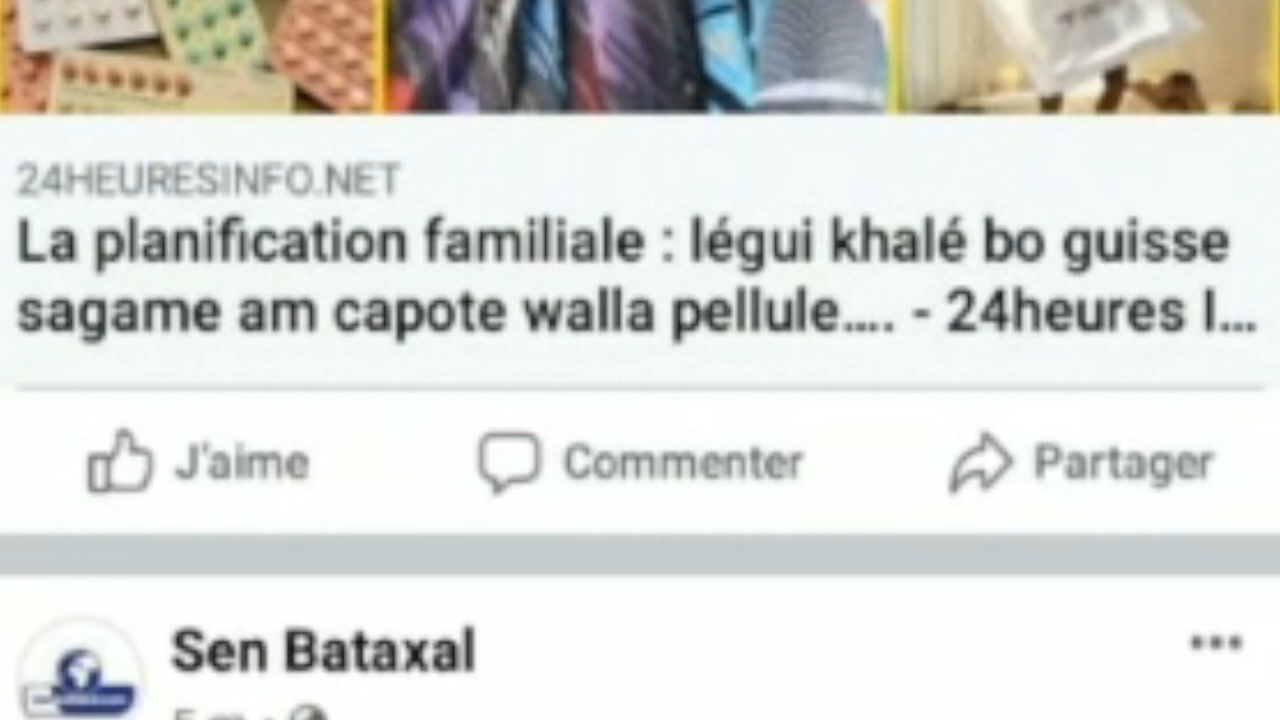 24HEURESINFO.NET
La planification familiale : légui khalé bo guisse
sagame am capote walla pellule.... - 24heures I...
J'aime
Commenter
Partager
Sen Bataxal